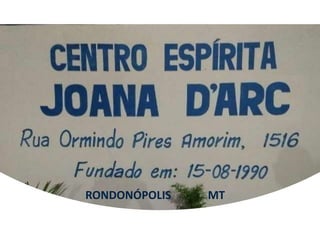 CENTRO ESPÍRITA
JOANA D'ARC
Rua Ormindo Pires Amorim, 1516
Fundado em: 15-08-1990
RONDONÓPOLIS MT